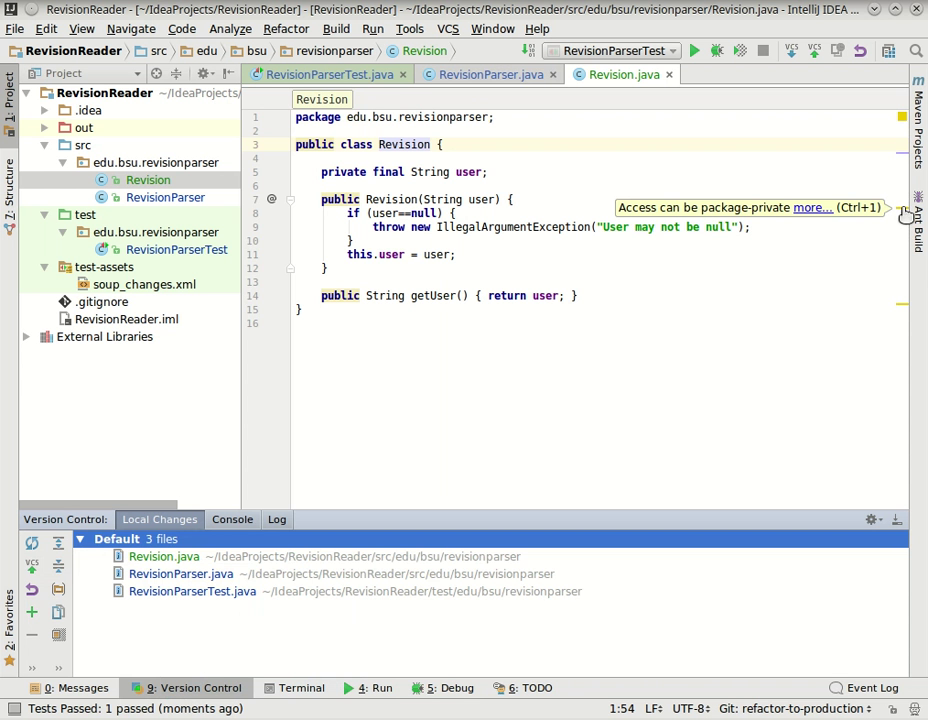 RevisionReader - [~/IdeaProjects/RevisionReader] - [RevisionReader] - ~/IdeaProjects/RevisionReader/src/edu/bsu/revisionparser/Revision.java - IntelliJ IDEA ...
File Edit View Navigate Code Analyze Refactor Build Run Tools VCS Window Help
RevisionReader src edu bsu revisionparser Revision RevisionParserTest VCS VCS
Project RevisionParserTest.java RevisionParser.java Revision.java
1: Project
7: Structure
2: Favorites
Maven Projects
Ant Build
RevisionReader ~/IdeaProjects/
.idea
out
src
edu.bsu.revisionparser
Revision
RevisionParser
test
edu.bsu.revisionparser
RevisionParserTest
test-assets
soup_changes.xml
.gitignore
RevisionReader.iml
External Libraries
Revision
1 package edu.bsu.revisionparser;
2
3 public class Revision {
4
5 private final String user;
6
7 @ public Revision(String user) {
8 if (user==null) {
9 throw new IllegalArgumentException("User may not be null");
10 }
11 this.user = user;
12 }
13
14 public String getUser() { return user; }
15 }
16
Access can be package-private more... (Ctrl+1)
Version Control: Local Changes Console Log
Default 3 files
Revision.java ~/IdeaProjects/RevisionReader/src/edu/bsu/revisionparser
RevisionParser.java ~/IdeaProjects/RevisionReader/src/edu/bsu/revisionparser
RevisionParserTest.java ~/IdeaProjects/RevisionReader/test/edu/bsu/revisionparser
VCS
0: Messages 9: Version Control Terminal 4: Run 5: Debug 6: TODO Event Log
Tests Passed: 1 passed (moments ago) 1:54 LF÷ UTF-8÷ Git: refactor-to-production÷